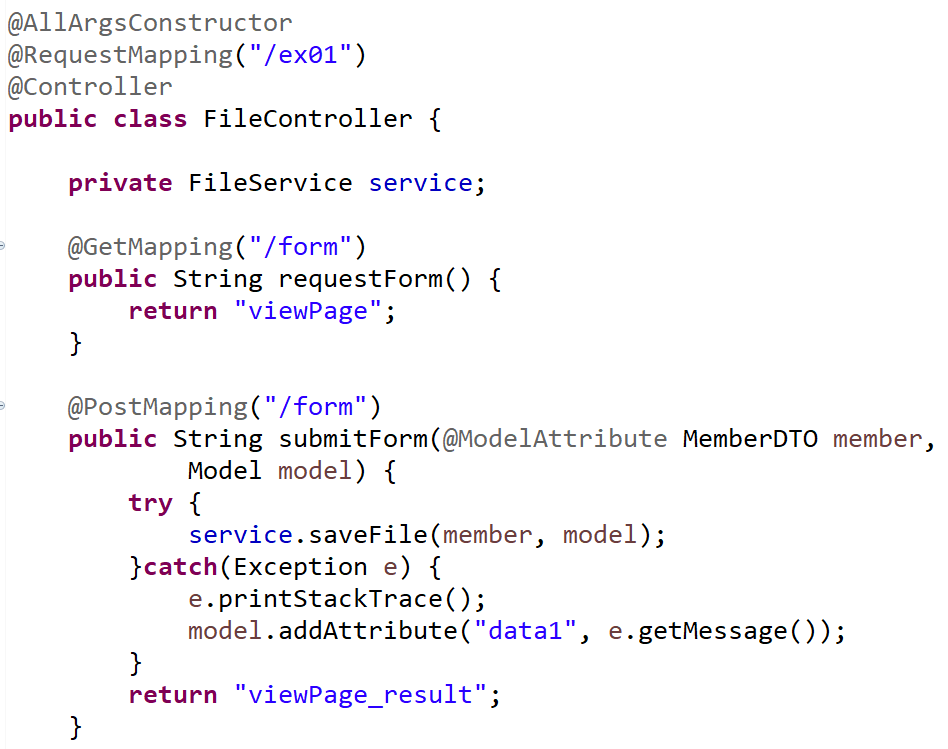 @AllArgsConstructor
@RequestMapping("/ex01")
@Controller
public class FileController {
private FileService service;
@GetMapping("/form")
public String requestForm() {
return "viewPage";
}
@PostMapping("/form")
public String submitForm(@ModelAttribute MemberDTO member,
Model model) {
try {
service.saveFile(member, model);
}catch(Exception e) {
e.printStackTrace();
model.addAttribute("data1", e.getMessage());
}
return "viewPage_result";
}